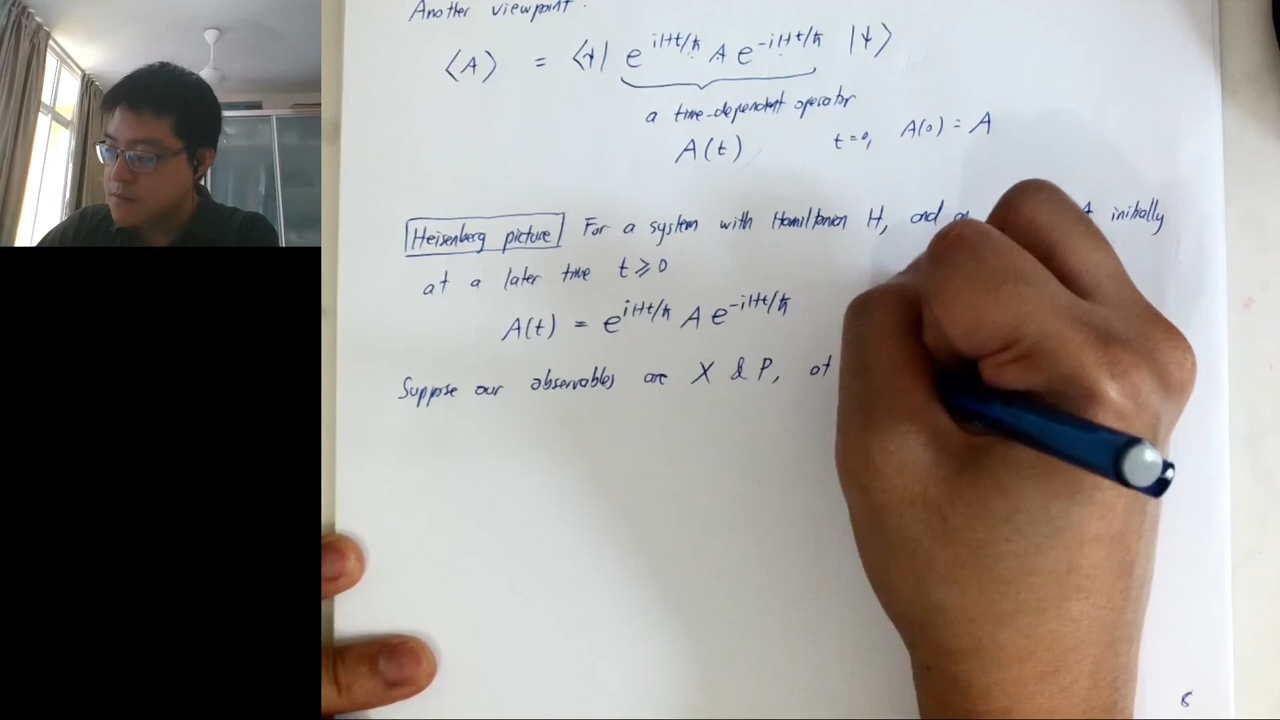 Another viewpoint:
⟨A⟩ = ⟨ψ| e^{iHt/ħ} A e^{-iHt/ħ} |ψ⟩
a time-dependent operator
A(t) t=0, A(0) = A
Heisenberg picture For a system with Hamiltonian H, and A initially
at a later time t ⩾ 0
A(t) = e^{iHt/ħ} A e^{-iHt/ħ}
Suppose our observables are X & P, at